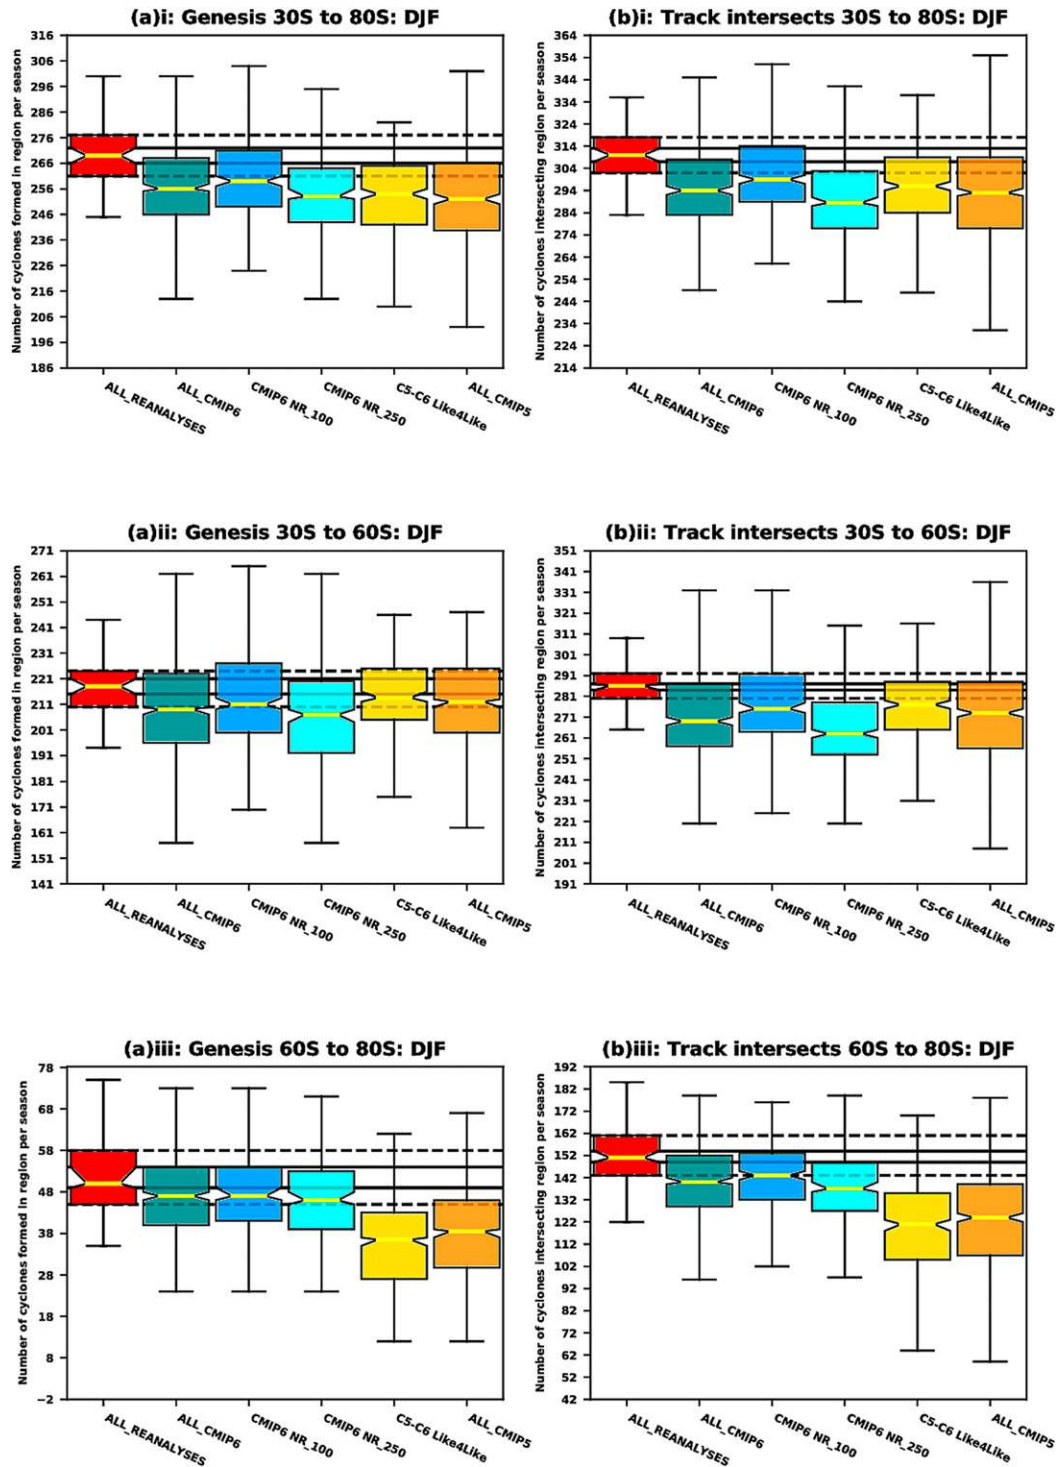 (a)i: Genesis 30S to 80S: DJF
Number of cyclones formed in region per season
316
306
296
286
276
266
256
246
236
226
216
206
196
186
ALL_REANALYSES
ALL_CMIP6
CMIP6 NR_100
CMIP6 NR_250
C5-C6 Like4Like
ALL_CMIP5
(b)i: Track intersects 30S to 80S: DJF
Number of cyclones intersecting region per season
364
354
344
334
324
314
304
294
284
274
264
254
244
234
224
214
ALL_REANALYSES
ALL_CMIP6
CMIP6 NR_100
CMIP6 NR_250
C5-C6 Like4Like
ALL_CMIP5
(a)ii: Genesis 30S to 60S: DJF
Number of cyclones formed in region per season
271
261
251
241
231
221
211
201
191
181
171
161
151
141
ALL_REANALYSES
ALL_CMIP6
CMIP6 NR_100
CMIP6 NR_250
C5-C6 Like4Like
ALL_CMIP5
(b)ii: Track intersects 30S to 60S: DJF
Number of cyclones intersecting region per season
351
341
331
321
311
301
291
281
271
261
251
241
231
221
211
201
191
ALL_REANALYSES
ALL_CMIP6
CMIP6 NR_100
CMIP6 NR_250
C5-C6 Like4Like
ALL_CMIP5
(a)iii: Genesis 60S to 80S: DJF
Number of cyclones formed in region per season
78
68
58
48
38
28
18
8
−2
ALL_REANALYSES
ALL_CMIP6
CMIP6 NR_100
CMIP6 NR_250
C5-C6 Like4Like
ALL_CMIP5
(b)iii: Track intersects 60S to 80S: DJF
Number of cyclones intersecting region per season
192
182
172
162
152
142
132
122
112
102
92
82
72
62
52
42
ALL_REANALYSES
ALL_CMIP6
CMIP6 NR_100
CMIP6 NR_250
C5-C6 Like4Like
ALL_CMIP5